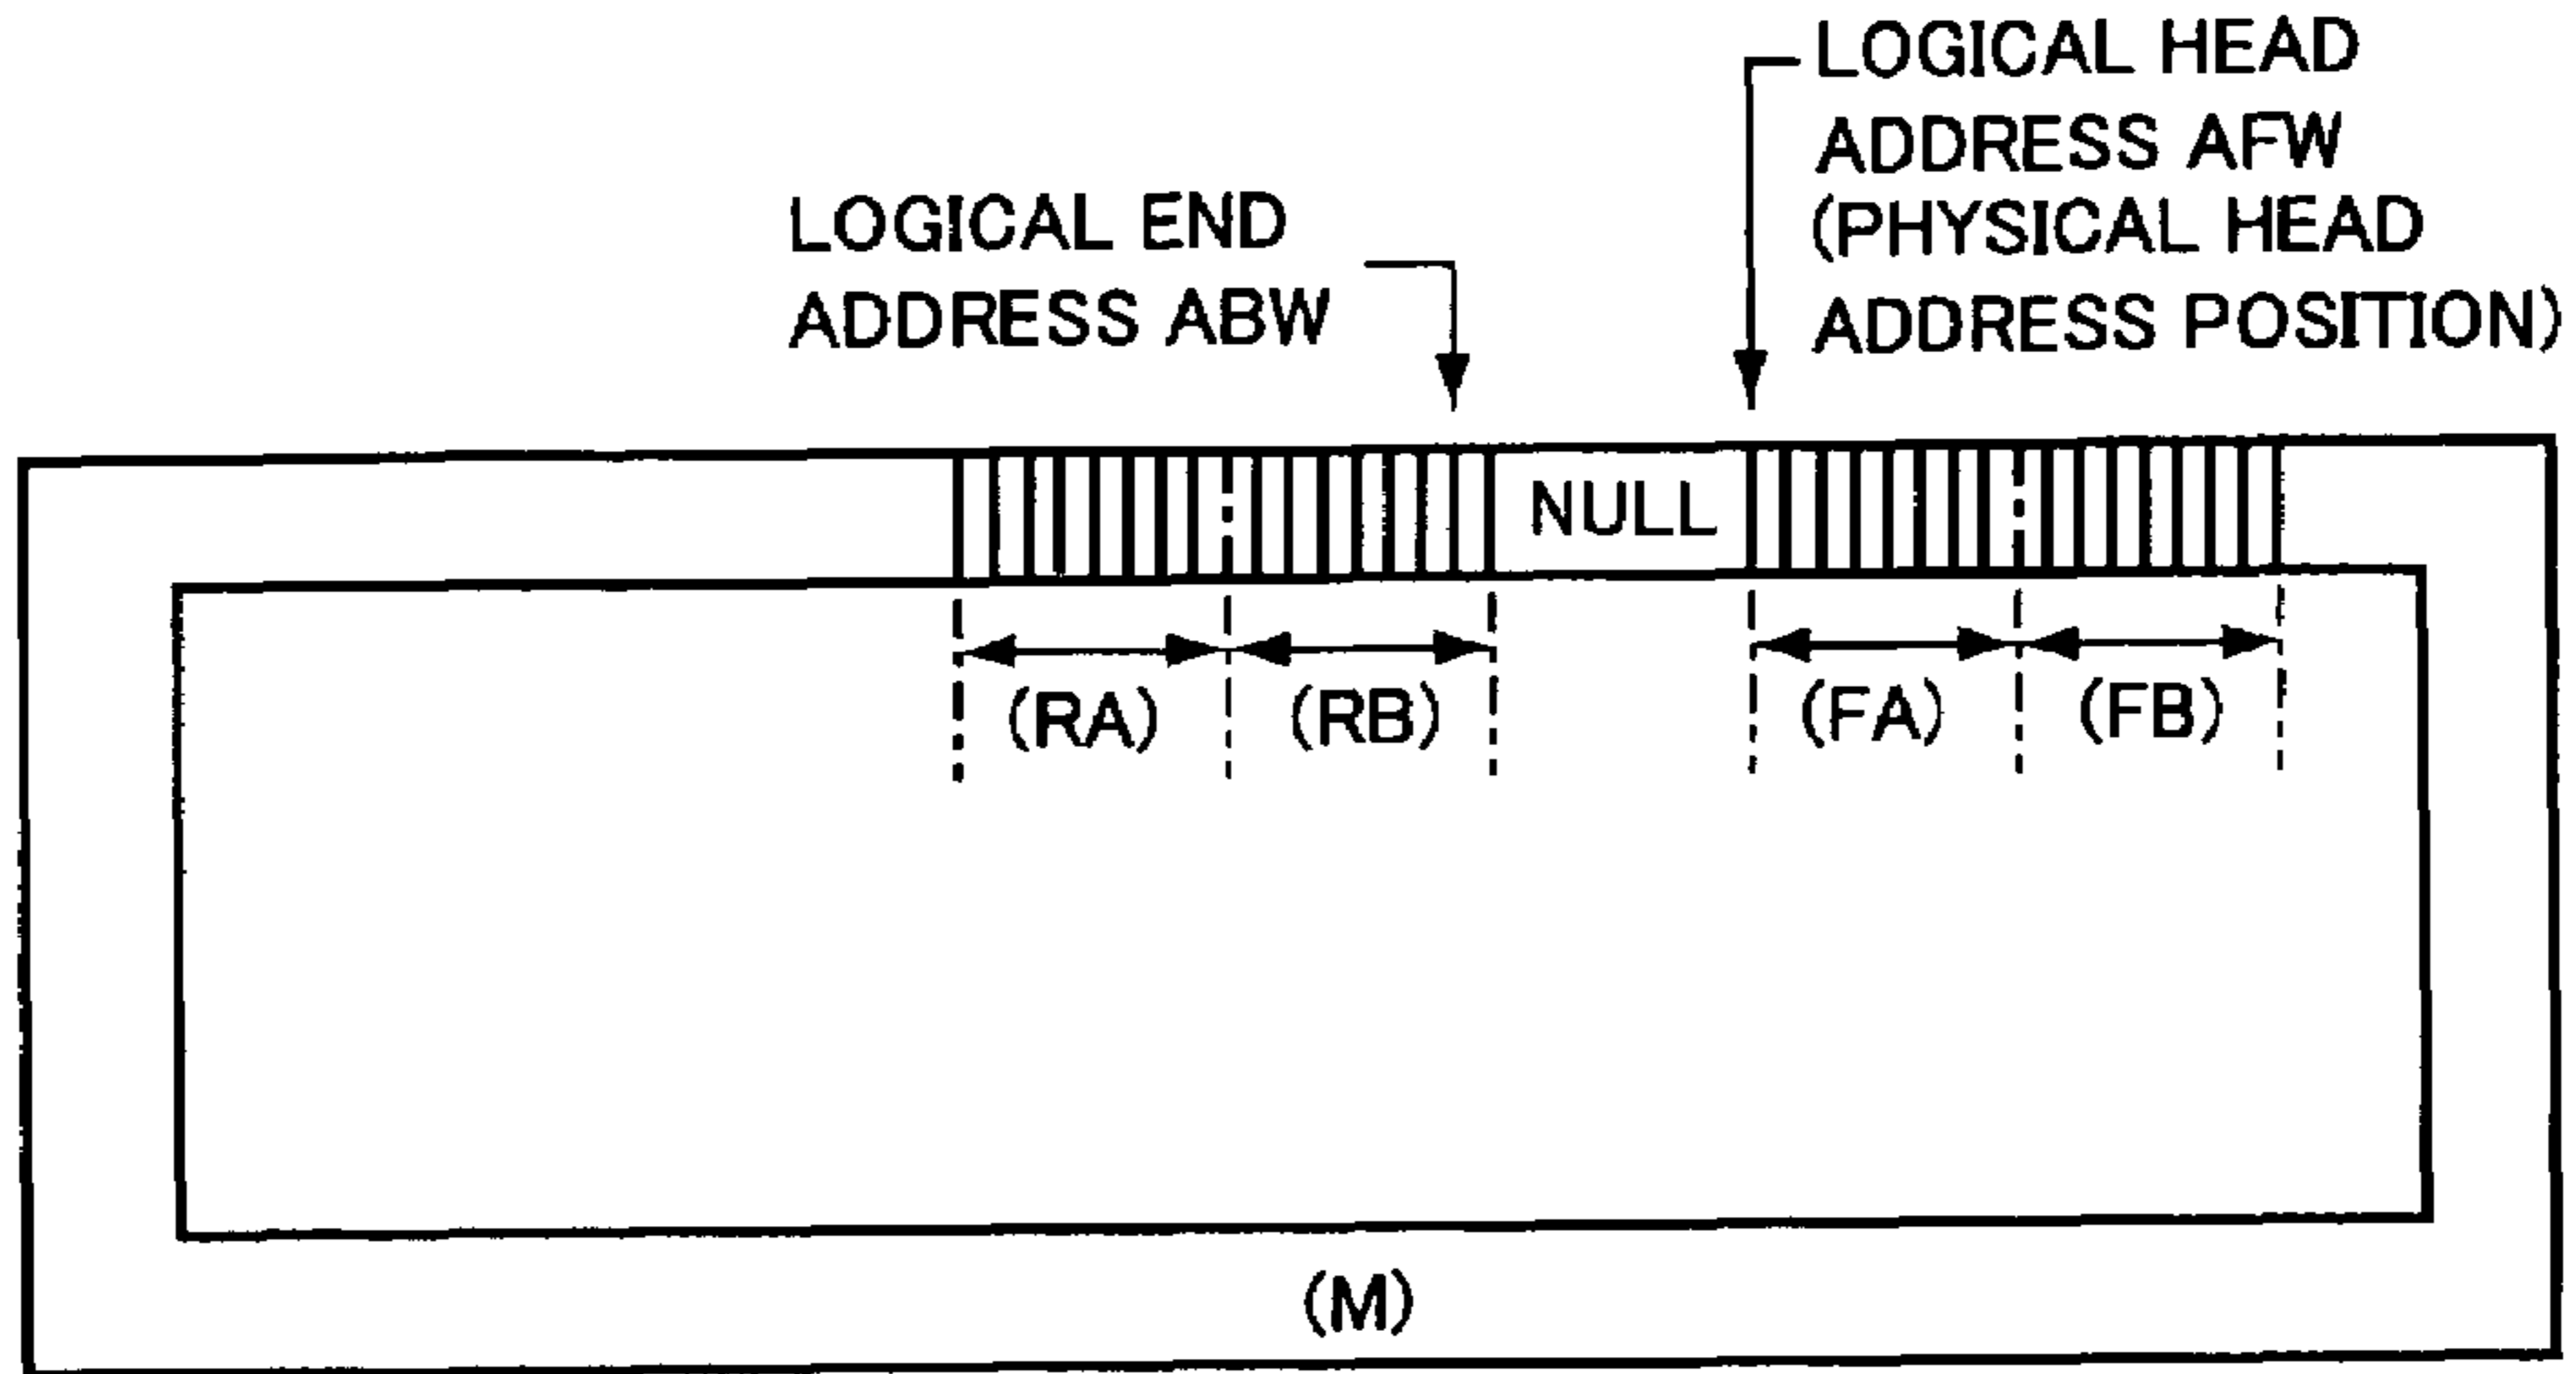 LOGICAL HEAD
ADDRESS AFW
(PHYSICAL HEAD
ADDRESS POSITION)
LOGICAL END
ADDRESS ABW
NULL
(RA) (RB) (FA) (FB)
(M)